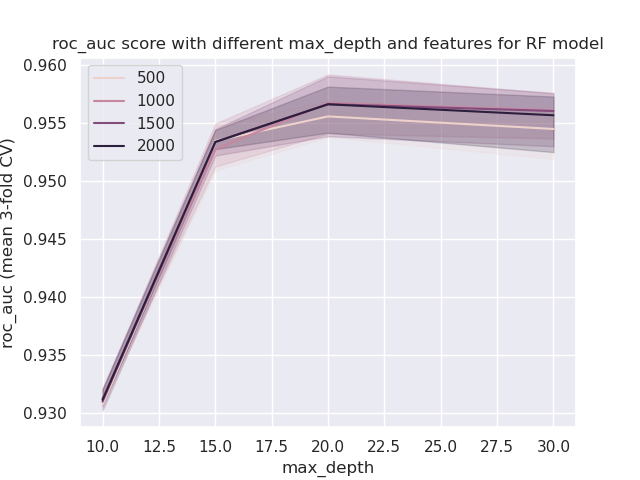 roc_auc score with different max_depth and features for RF model
roc_auc (mean 3-fold CV)
0.960
0.955
0.950
0.945
0.940
0.935
0.930
500
1000
1500
2000
10.0 12.5 15.0 17.5 20.0 22.5 25.0 27.5 30.0
max_depth